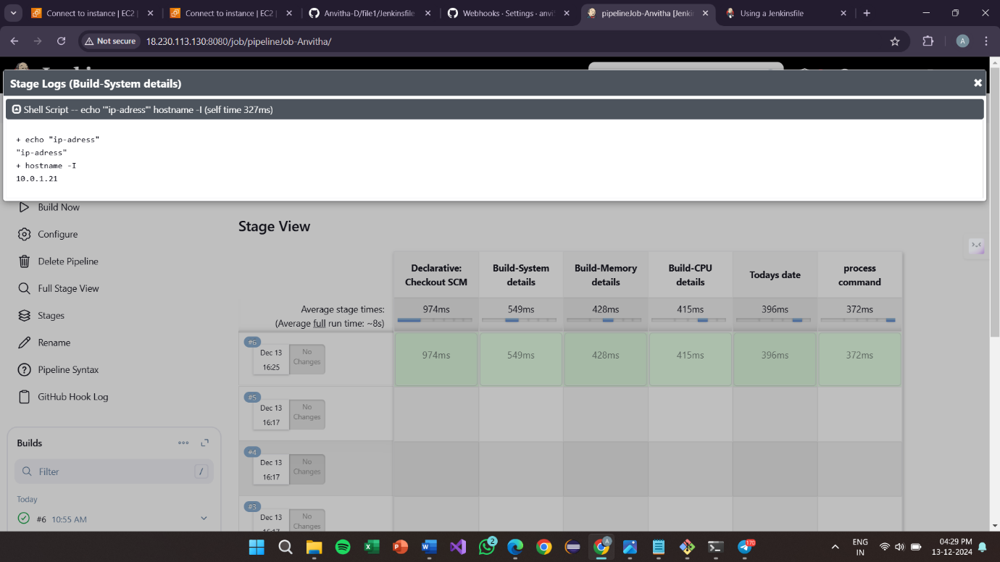 Connect to instance | EC2 |
Connect to instance | EC2 |
Anvitha-D/file1/Jenkinsfile
Webhooks · Settings · anvi
pipelineJob-Anvitha [Jenki
Using a Jenkinsfile
Not secure
18.230.113.130:8080/job/pipelineJob-Anvitha/
A
Stage Logs (Build-System details)
Shell Script -- echo '"ip-adress"' hostname -I (self time 327ms)
+ echo "ip-adress"
"ip-adress"
+ hostname -I
10.0.1.21
Build Now
Configure
Delete Pipeline
Full Stage View
Stages
Rename
Pipeline Syntax
GitHub Hook Log
Builds
Filter
/
Today
#6 10:55 AM
Stage View
Declarative: Checkout SCM
Build-System details
Build-Memory details
Build-CPU details
Todays date
process command
Average stage times:
(Average full run time: ~8s)
974ms 549ms 428ms 415ms 396ms 372ms
#6
Dec 13
16:25
No Changes
974ms 549ms 428ms 415ms 396ms 372ms
#5
Dec 13
16:17
No Changes
#4
Dec 13
16:17
No Changes
#3
Dec 13
No Changes
2
A
170
ENG
IN
04:29 PM
13-12-2024